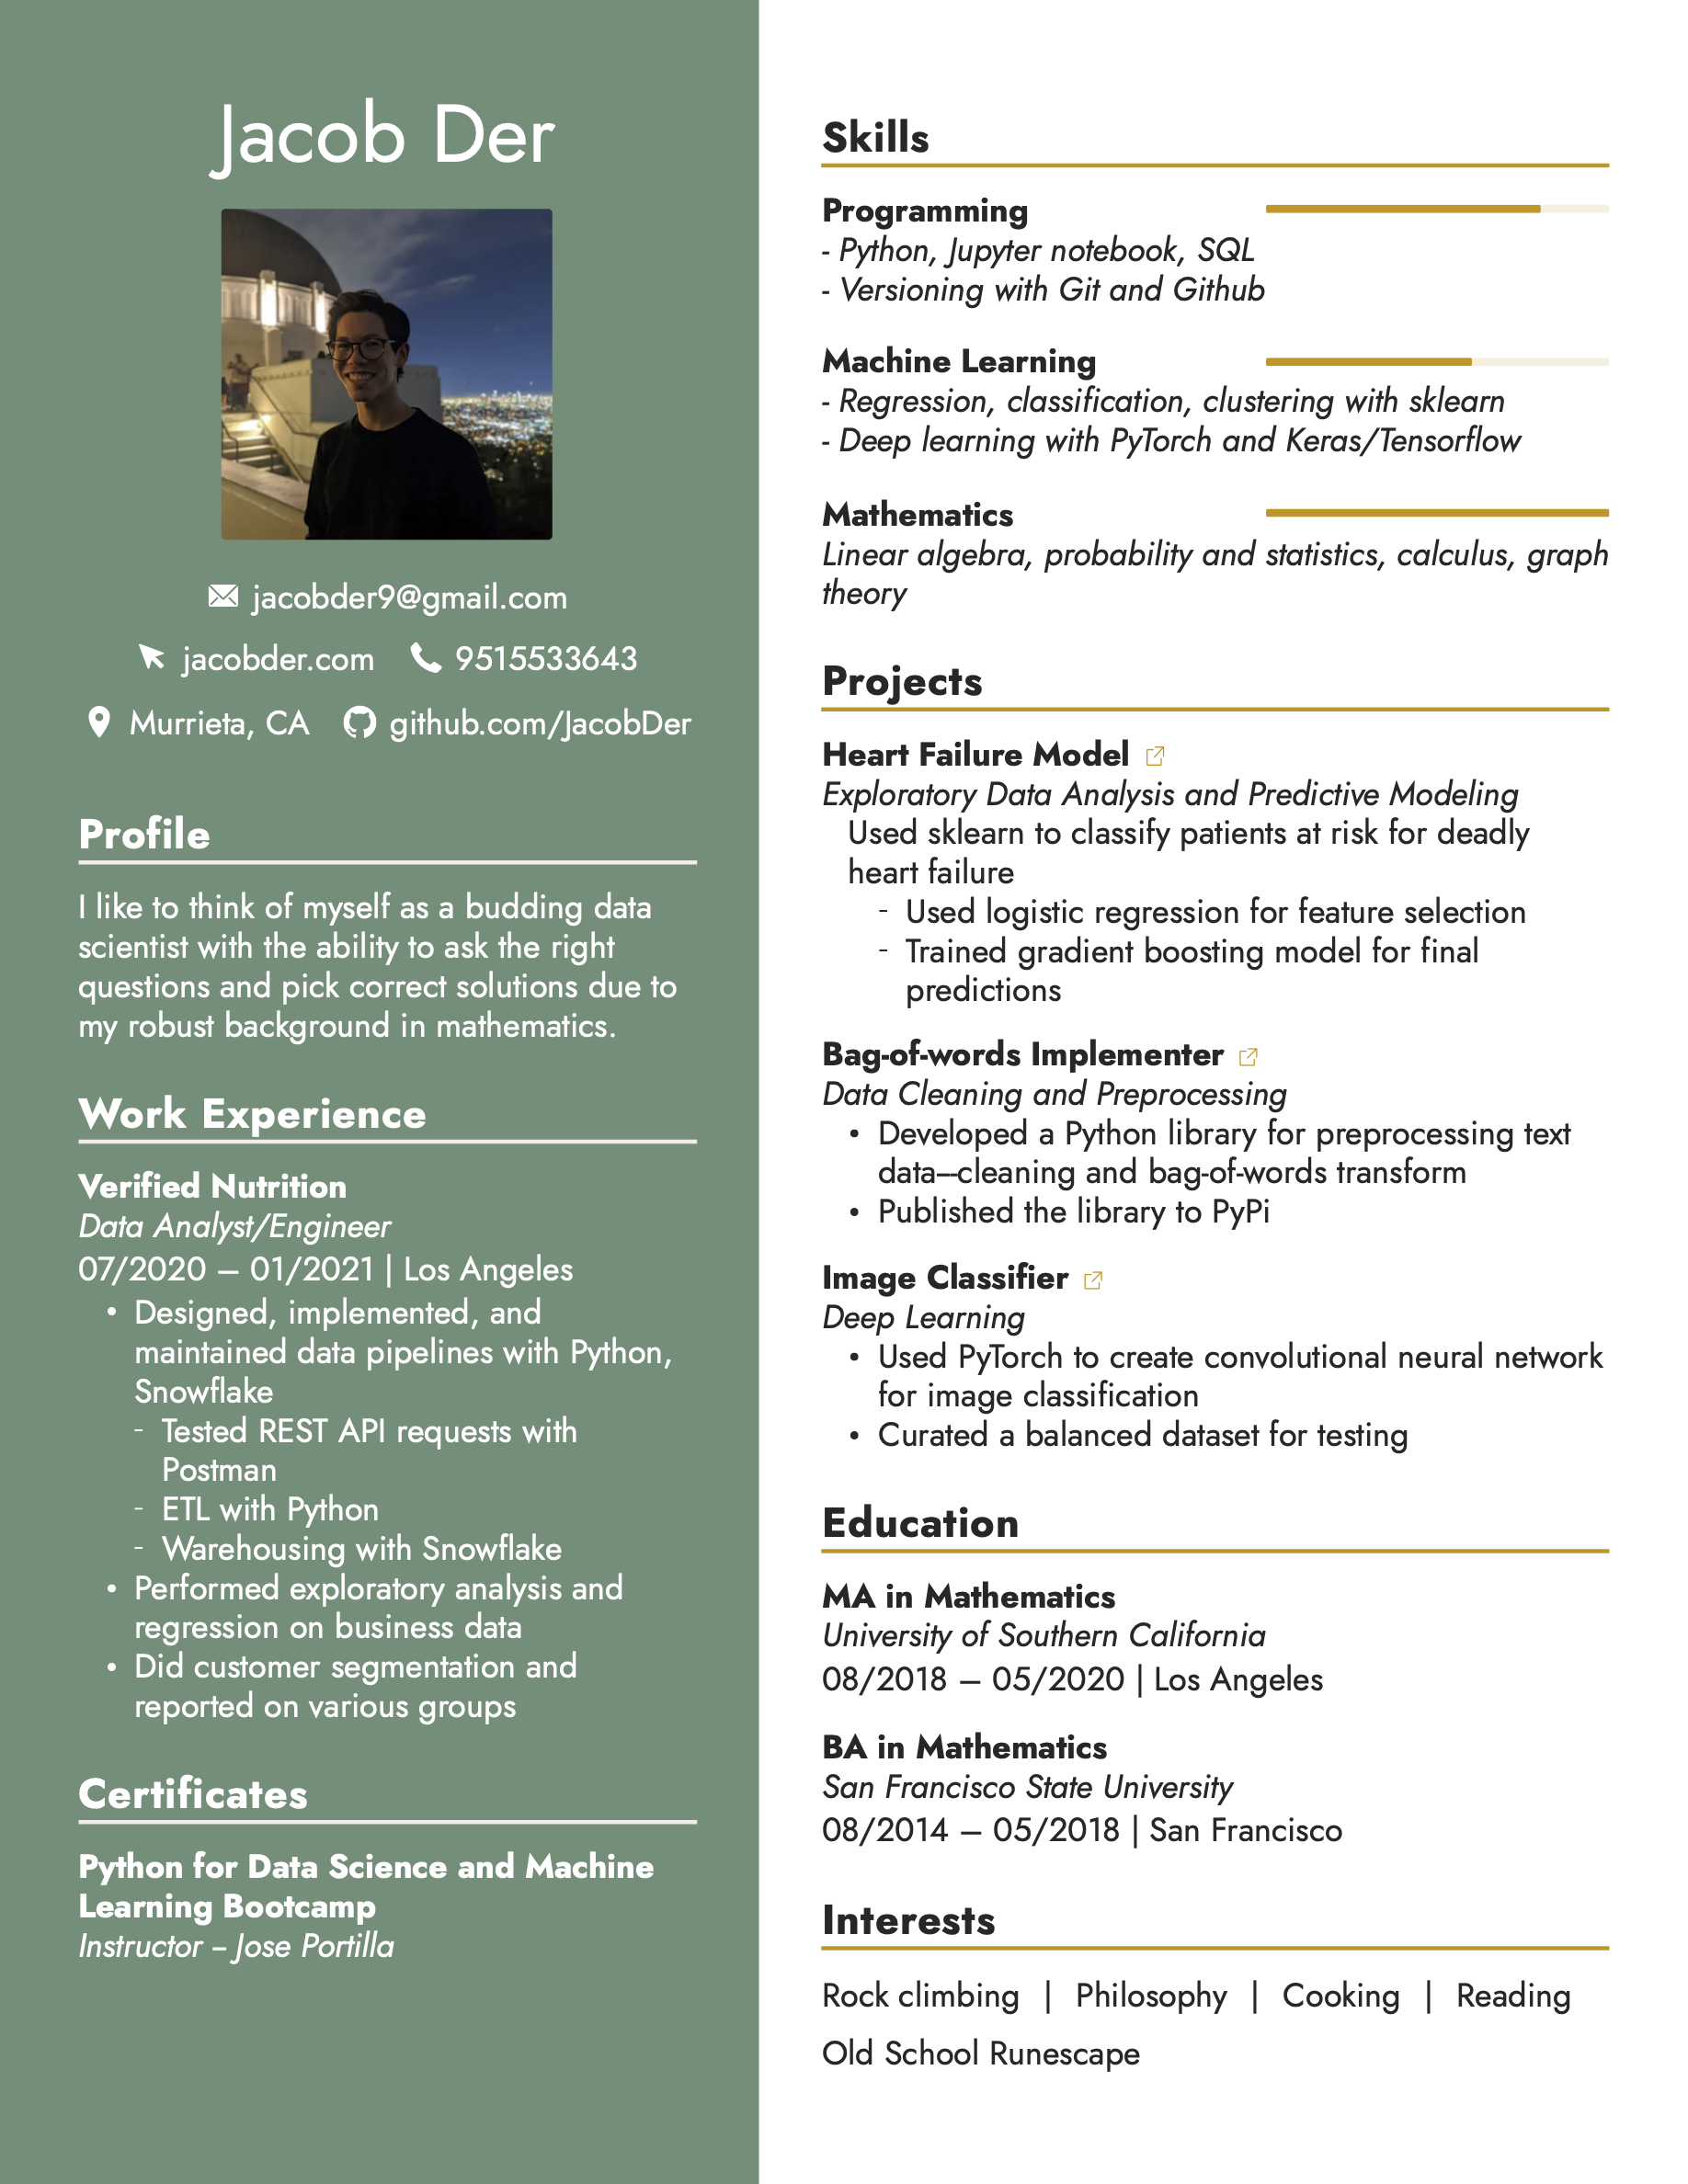 Jacob Der
jacobder9@gmail.com
jacobder.com 9515533643
Murrieta, CA github.com/JacobDer
Profile
I like to think of myself as a budding data
scientist with the ability to ask the right
questions and pick correct solutions due to
my robust background in mathematics.
Work Experience
Verified Nutrition
Data Analyst/Engineer
07/2020 – 01/2021 | Los Angeles
• Designed, implemented, and
maintained data pipelines with Python,
Snowflake
- Tested REST API requests with
Postman
- ETL with Python
- Warehousing with Snowflake
• Performed exploratory analysis and
regression on business data
• Did customer segmentation and
reported on various groups
Certificates
Python for Data Science and Machine
Learning Bootcamp
Instructor – Jose Portilla
Skills
Programming
- Python, Jupyter notebook, SQL
- Versioning with Git and Github
Machine Learning
- Regression, classification, clustering with sklearn
- Deep learning with PyTorch and Keras/Tensorflow
Mathematics
Linear algebra, probability and statistics, calculus, graph
theory
Projects
Heart Failure Model
Exploratory Data Analysis and Predictive Modeling
Used sklearn to classify patients at risk for deadly
heart failure
- Used logistic regression for feature selection
- Trained gradient boosting model for final
predictions
Bag-of-words Implementer
Data Cleaning and Preprocessing
• Developed a Python library for preprocessing text
data--cleaning and bag-of-words transform
• Published the library to PyPi
Image Classifier
Deep Learning
• Used PyTorch to create convolutional neural network
for image classification
• Curated a balanced dataset for testing
Education
MA in Mathematics
University of Southern California
08/2018 – 05/2020 | Los Angeles
BA in Mathematics
San Francisco State University
08/2014 – 05/2018 | San Francisco
Interests
Rock climbing | Philosophy | Cooking | Reading
Old School Runescape